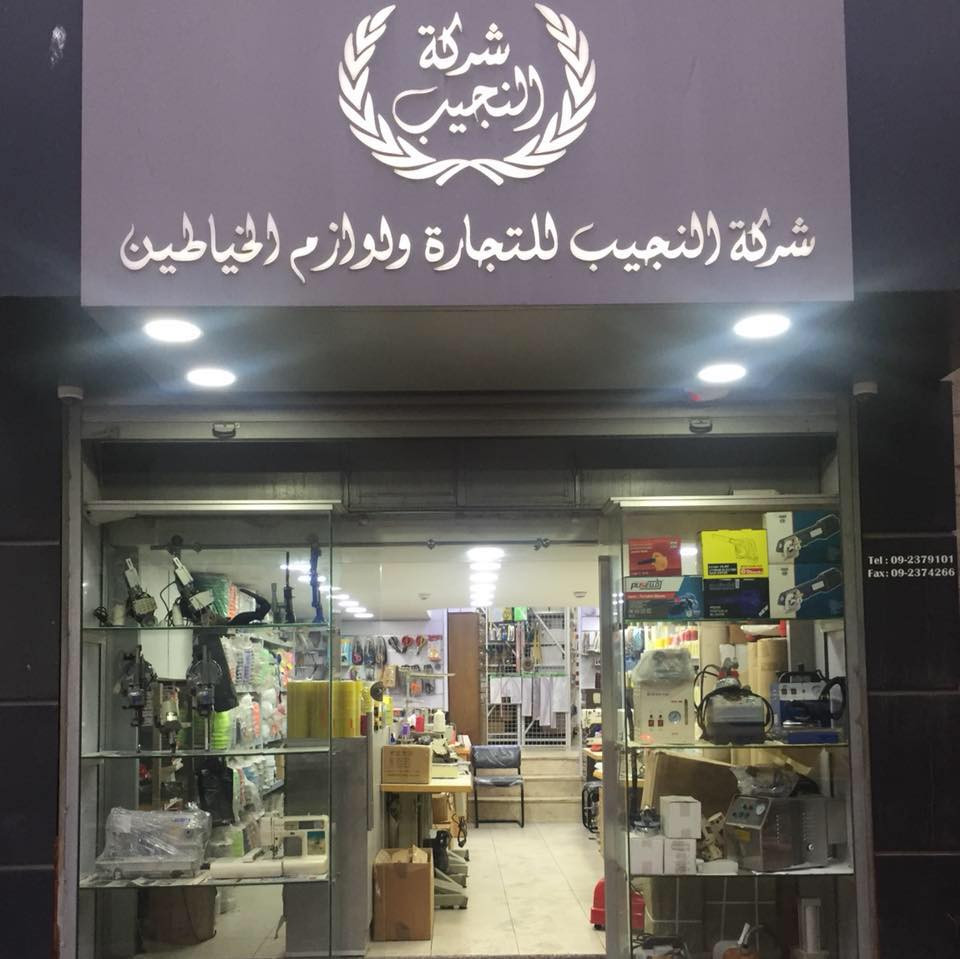 شركة
النجيب
شركة النجيب للتجارة ولوازم الخياطين
Tel : 09-2379101
Fax : 09-2374266